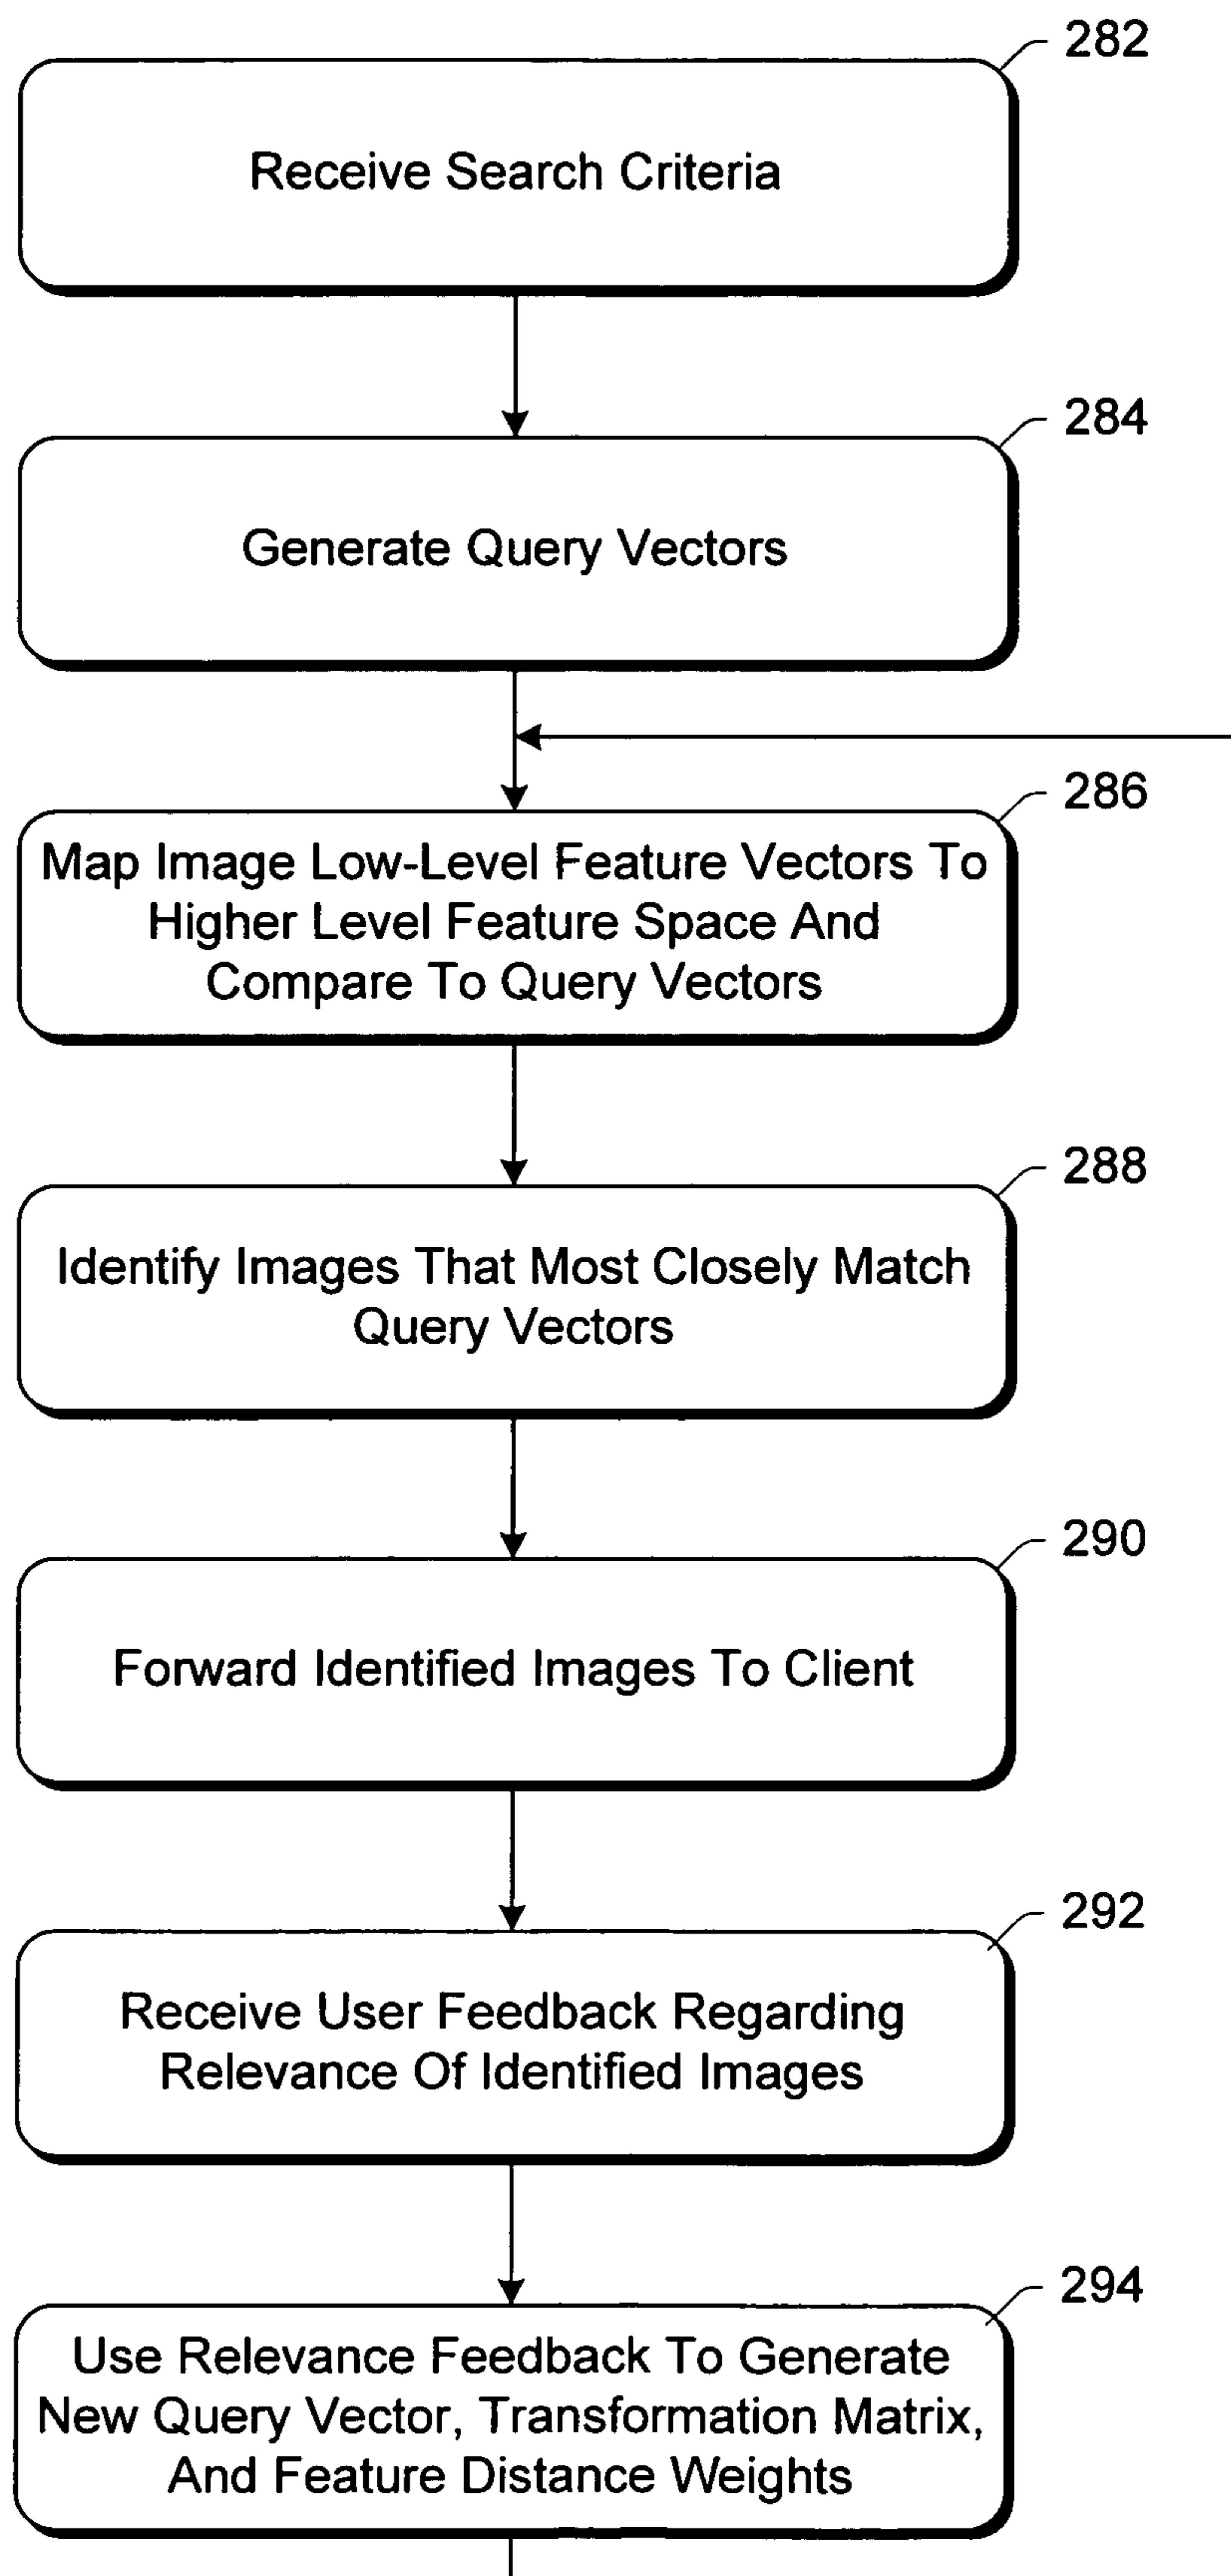 282
Receive Search Criteria
284
Generate Query Vectors
286
Map Image Low-Level Feature Vectors To
Higher Level Feature Space And
Compare To Query Vectors
288
Identify Images That Most Closely Match
Query Vectors
290
Forward Identified Images To Client
292
Receive User Feedback Regarding
Relevance Of Identified Images
294
Use Relevance Feedback To Generate
New Query Vector, Transformation Matrix,
And Feature Distance Weights